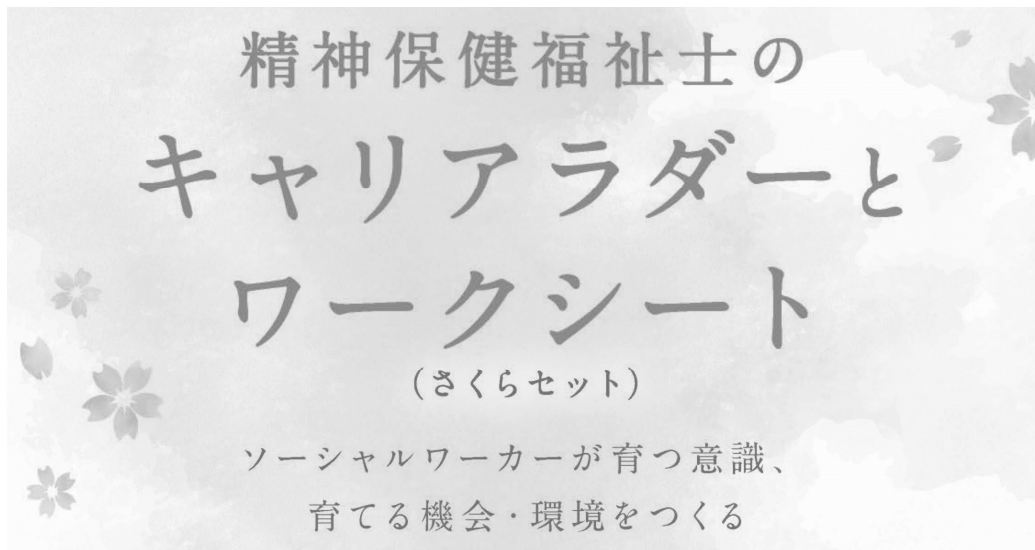 精神保健福祉士の
キャリアラダーと
ワークシート
（さくらセット）
ソーシャルワーカーが育つ意識、
育てる機会・環境をつくる